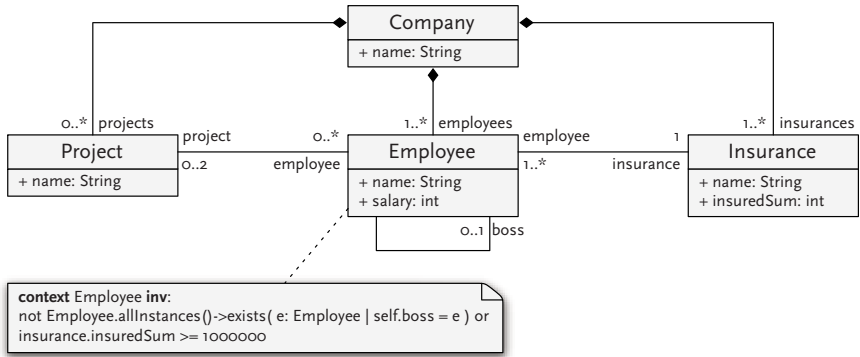 Company
+ name: String
0..* projects
1..* employees
1..* insurances
project
0..*
employee
1
0..2
employee
1..*
insurance
Project
+ name: String
Employee
+ name: String
+ salary: int
Insurance
+ name: String
+ insuredSum: int
0..1 boss
context Employee inv:
not Employee.allInstances()->exists( e: Employee | self.boss = e ) or
insurance.insuredSum >= 1000000